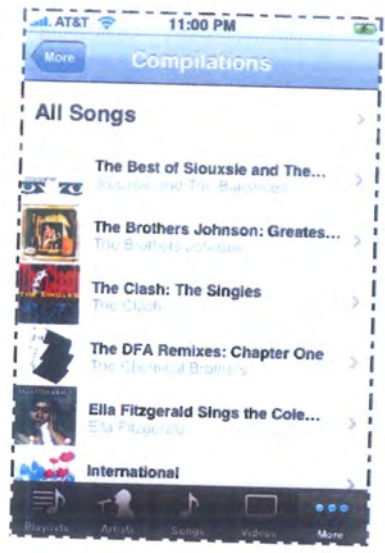 AT&T 11:00 PM
More Compilations
All Songs
The Best of Siouxsie and The...
Siouxsie and The Banshees
The Brothers Johnson: Greates...
The Brothers Johnson
The Clash: The Singles
The Clash
The DFA Remixes: Chapter One
The Chemical Brothers
Ella Fitzgerald Sings the Cole...
Ella Fitzgerald
International
Playlists Artists Songs Videos More